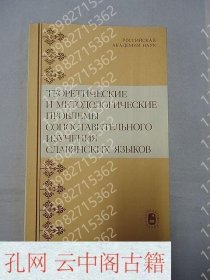 РОССИЙСКАЯ
АКАДЕМИЯ НАУК
ТЕОРЕТИЧЕСКИЕ
И МЕТОДОЛОГИЧЕСКИЕ
ПРОБЛЕМЫ
СОПОСТАВИТЕЛЬНОГО
ИЗУЧЕНИЯ
СЛАВЯНСКИХ ЯЗЫКОВ
孔网 云中阁古籍